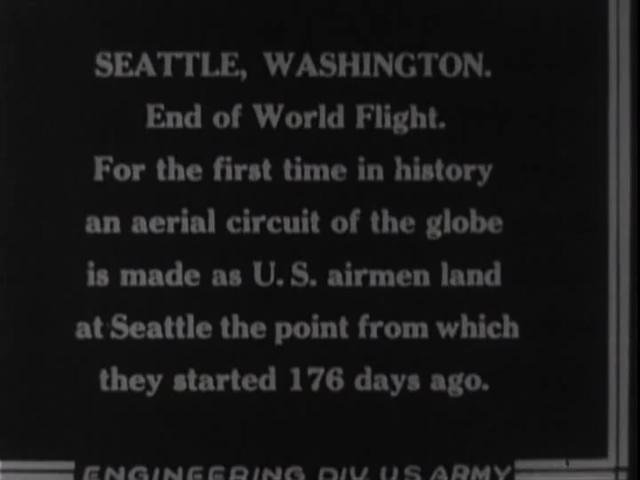 SEATTLE, WASHINGTON.
End of World Flight.
For the first time in history
an aerial circuit of the globe
is made as U.S. airmen land
at Seattle the point from which
they started 176 days ago.
ENGINEERING DIV. U S ARMY